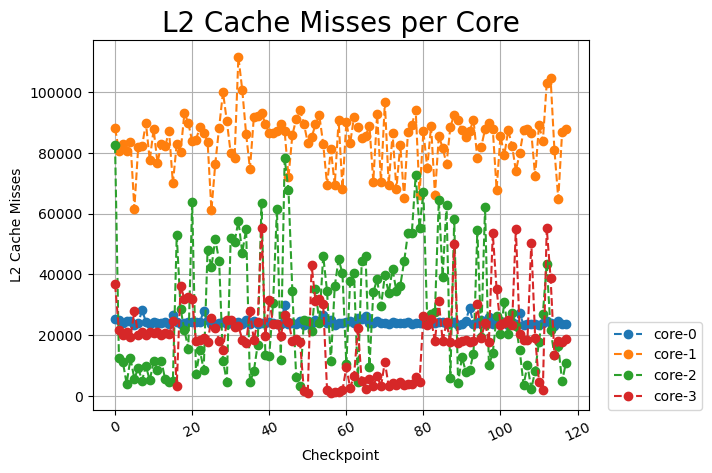 L2 Cache Misses per Core
L2 Cache Misses
100000
80000
60000
40000
20000
0
0 20 40 60 80 100 120
Checkpoint
core-0
core-1
core-2
core-3